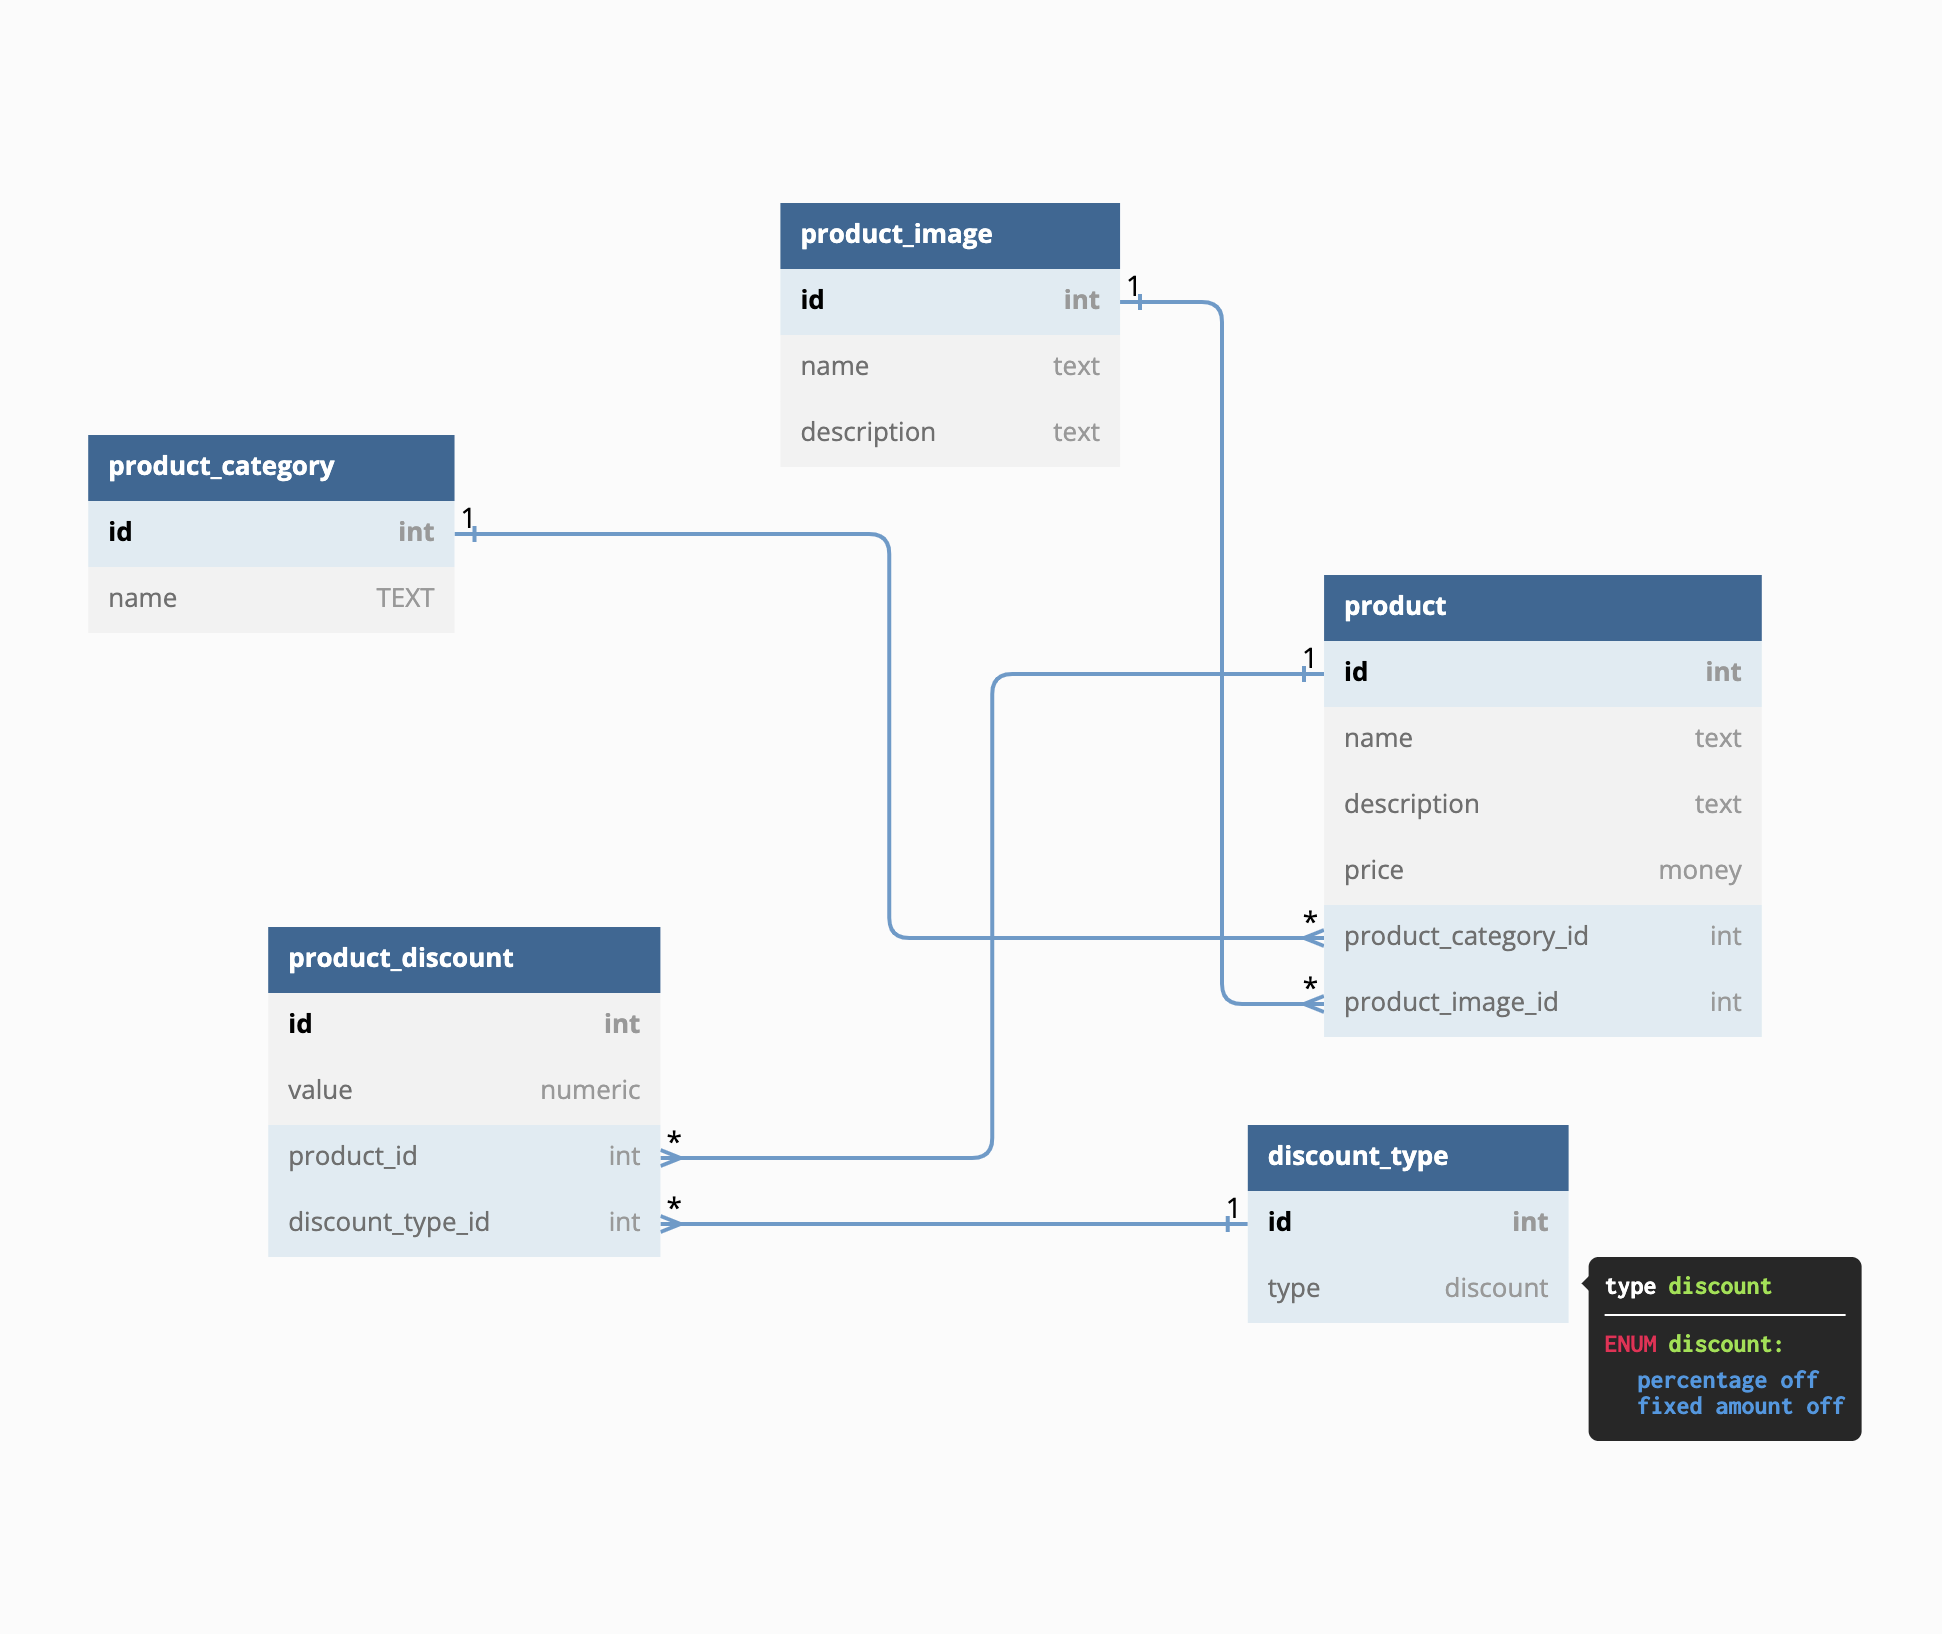 product_image
id int
name text
description text
1
product_category
id int
name TEXT
1
product
id int
name text
description text
price money
product_category_id int
product_image_id int
1
*
*
product_discount
id int
value numeric
product_id int
discount_type_id int
*
*
discount_type
id int
type discount
1
type discount
ENUM discount:
percentage off
fixed amount off